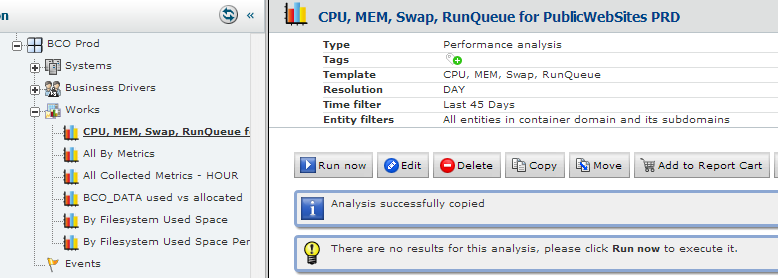 n
«
BCO Prod
Systems
Business Drivers
Works
CPU, MEM, Swap, RunQueue f
All By Metrics
All Collected Metrics - HOUR
BCO_DATA used vs allocated
By Filesystem Used Space
By Filesystem Used Space Per
Events
CPU, MEM, Swap, RunQueue for PublicWebSites PRD
Type Performance analysis
Tags
Template CPU, MEM, Swap, RunQueue
Resolution DAY
Time filter Last 45 Days
Entity filters All entities in container domain and its subdomains
Run now Edit Delete Copy Move Add to Report Cart
Analysis successfully copied
There are no results for this analysis, please click Run now to execute it.